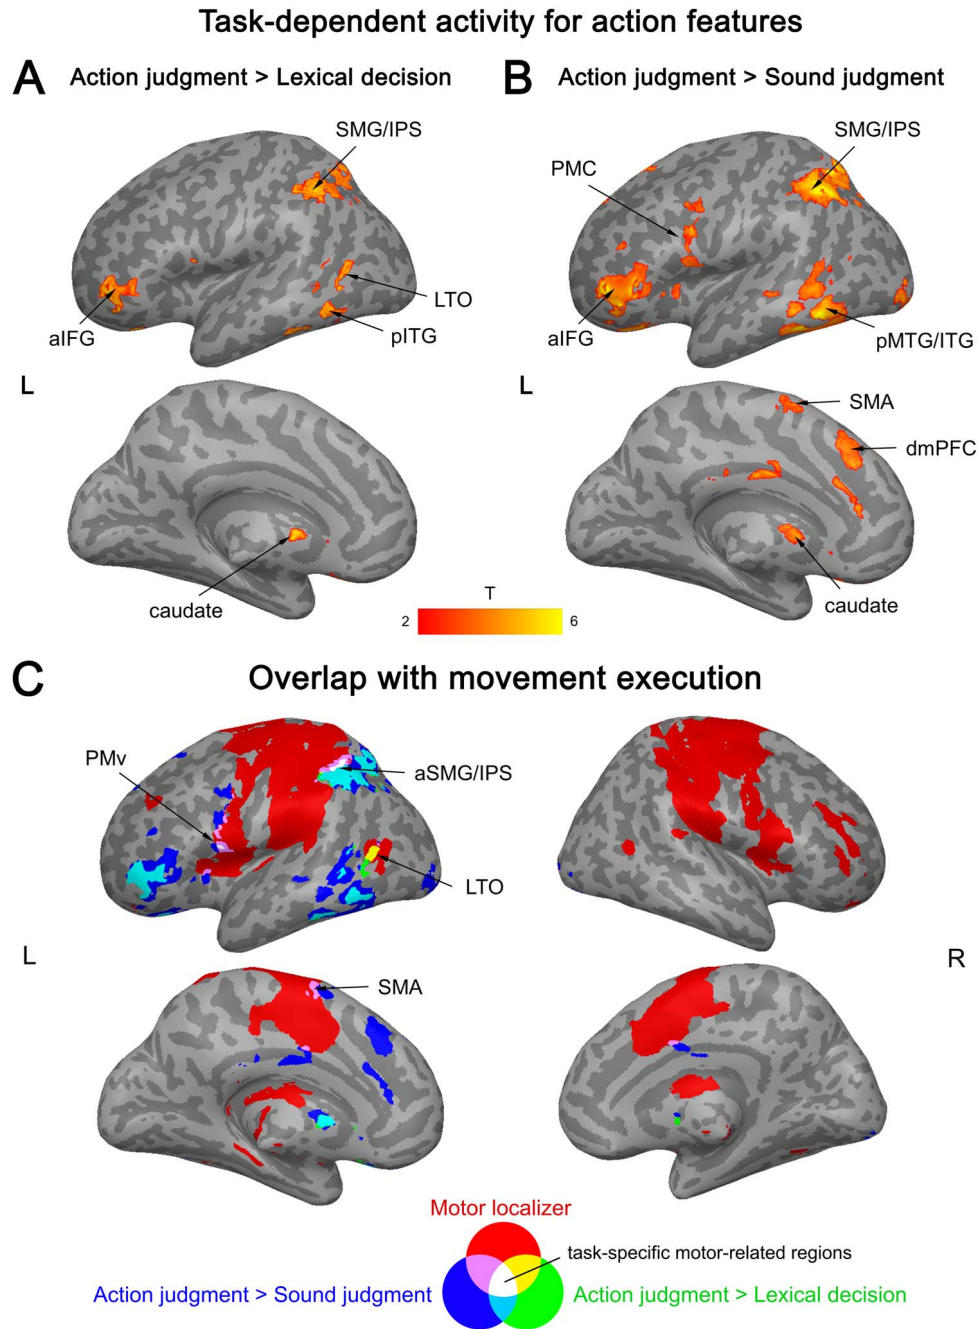 Task-dependent activity for action features
A
Action judgment > Lexical decision
SMG/IPS
aIFG
LTO
pITG
L
caudate
B
Action judgment > Sound judgment
SMG/IPS
PMC
aIFG
pMTG/ITG
L
SMA
dmPFC
caudate
T
2
6
C
Overlap with movement execution
PMv
aSMG/IPS
LTO
L
R
SMA
Motor localizer
task-specific motor-related regions
Action judgment > Sound judgment
Action judgment > Lexical decision